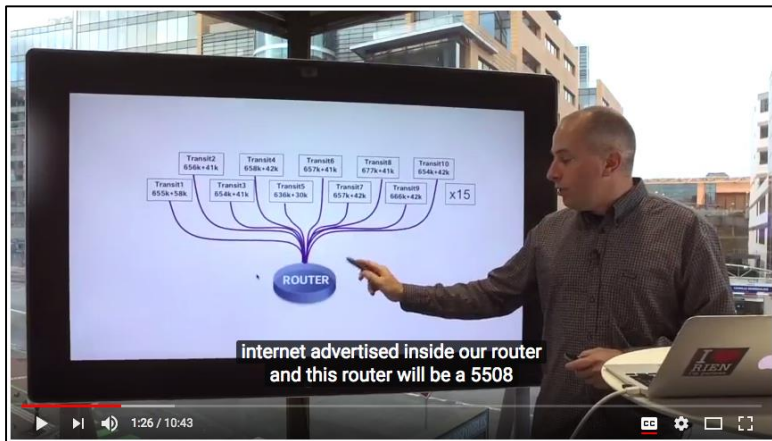 Transit2
656k+41k
Transit4
658k+42k
Transit6
657k+41k
Transit8
677k+41k
Transit10
654k+42k
Transit1
655k+58k
Transit3
654k+41k
Transit5
636k+30k
Transit7
657k+42k
Transit9
666k+42k
x15
ROUTER
I
RIEN
internet advertised inside our router
and this router will be a 5508
1:26 / 10:43
CC